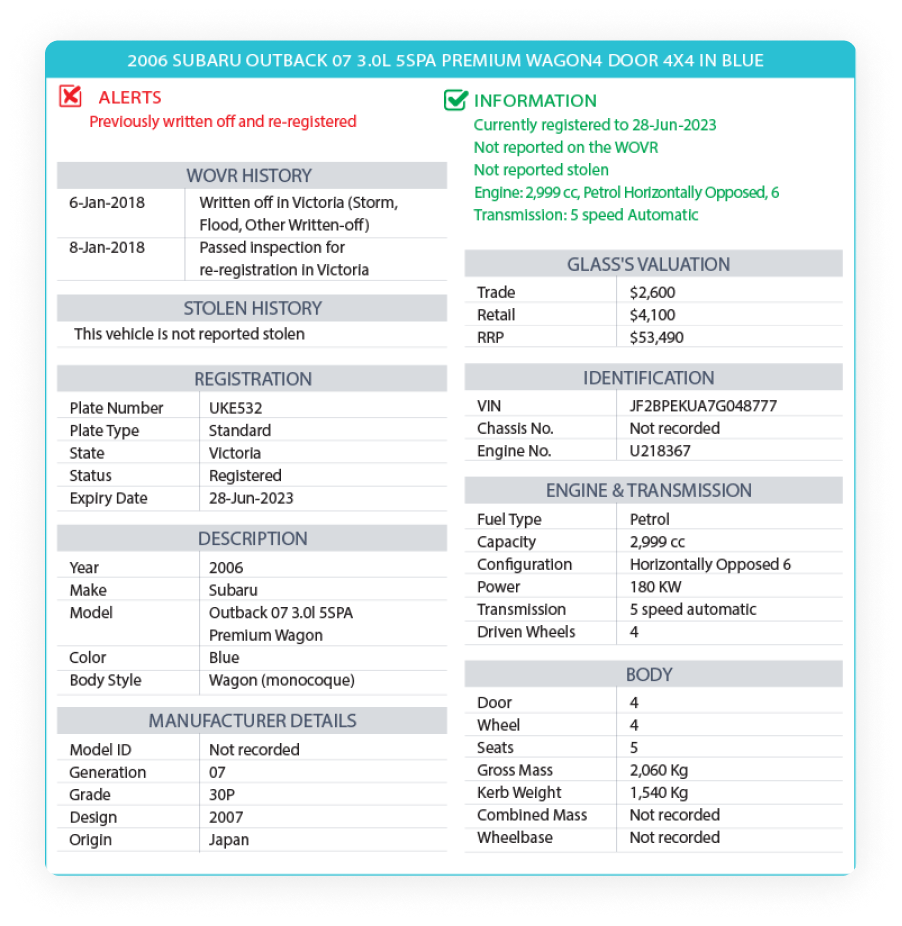 2006 SUBARU OUTBACK 07 3.0L 5SPA PREMIUM WAGON4 DOOR 4X4 IN BLUE
ALERTS
Previously written off and re-registered
WOVR HISTORY
6-Jan-2018 Written off in Victoria (Storm,
Flood, Other Written-off)
8-Jan-2018 Passed Inspection for
re-registration in Victoria
STOLEN HISTORY
This vehicle is not reported stolen
REGISTRATION
Plate Number UKE532
Plate Type Standard
State Victoria
Status Registered
Expiry Date 28-Jun-2023
DESCRIPTION
Year 2006
Make Subaru
Model Outback 07 3.0l 5SPA
Premium Wagon
Color Blue
Body Style Wagon (monocoque)
MANUFACTURER DETAILS
Model ID Not recorded
Generation 07
Grade 30P
Design 2007
Origin Japan
INFORMATION
Currently registered to 28-Jun-2023
Not reported on the WOVR
Not reported stolen
Engine: 2,999 cc, Petrol Horizontally Opposed, 6
Transmission: 5 speed Automatic
GLASS'S VALUATION
Trade $2,600
Retail $4,100
RRP $53,490
IDENTIFICATION
VIN JF2BPEKUA7G048777
Chassis No. Not recorded
Engine No. U218367
ENGINE & TRANSMISSION
Fuel Type Petrol
Capacity 2,999 cc
Configuration Horizontally Opposed 6
Power 180 KW
Transmission 5 speed automatic
Driven Wheels 4
BODY
Door 4
Wheel 4
Seats 5
Gross Mass 2,060 Kg
Kerb Weight 1,540 Kg
Combined Mass Not recorded
Wheelbase Not recorded